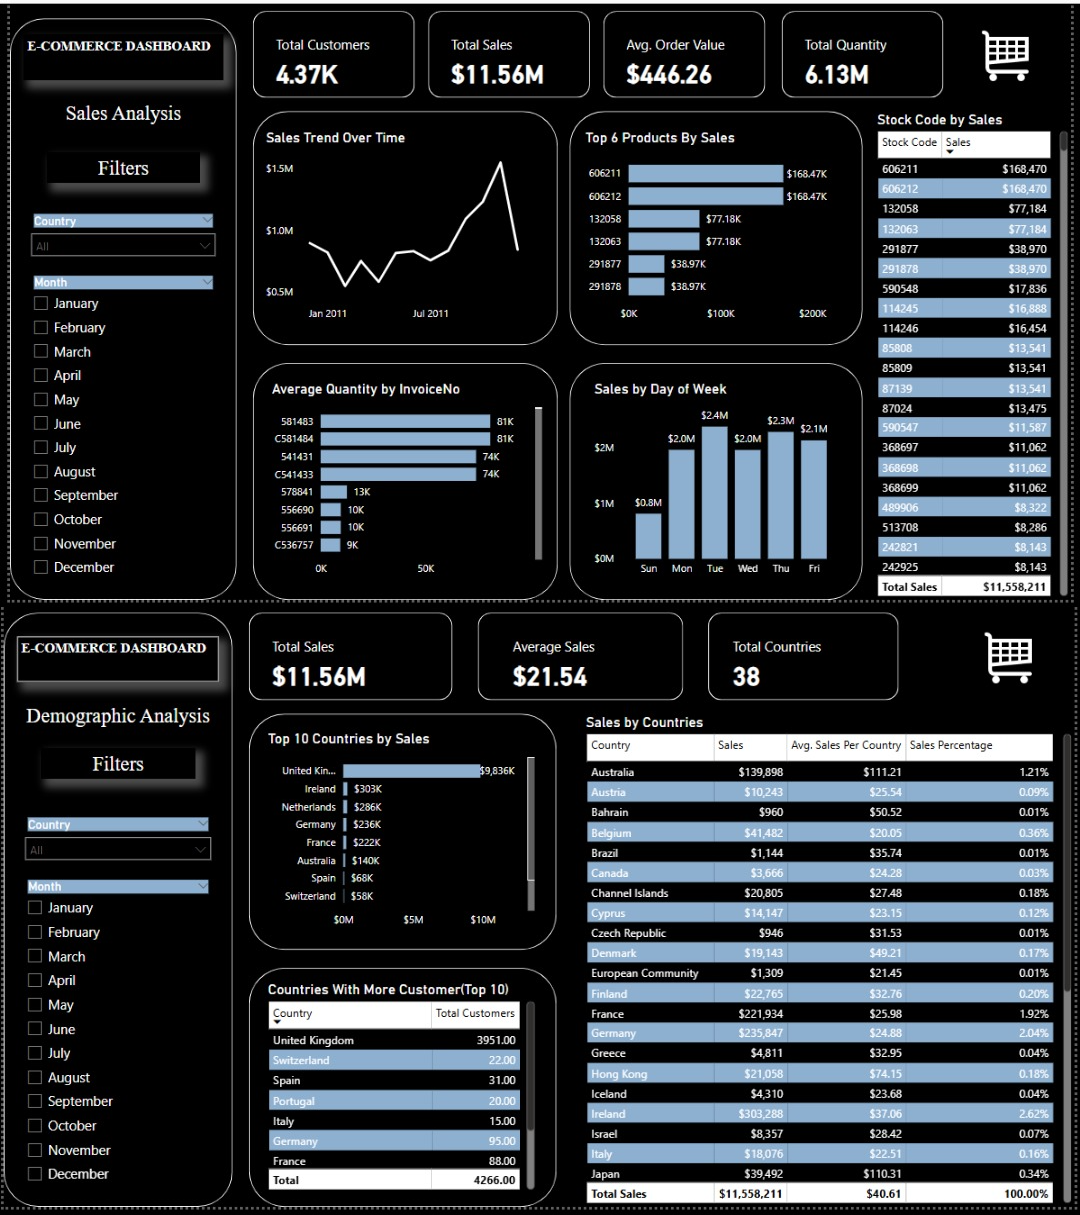 E-COMMERCE DASHBOARD
Sales Analysis
Filters
Country
All
Month
January
February
March
April
May
June
July
August
September
October
November
December
Total Customers
4.37K
Total Sales
$11.56M
Avg. Order Value
$446.26
Total Quantity
6.13M
Sales Trend Over Time
$1.5M
$1.0M
$0.5M
Jan 2011 Jul 2011
Top 6 Products By Sales
606211 $168.47K
606212 $168.47K
132058 $77.18K
132063 $77.18K
291877 $38.97K
291878 $38.97K
$0K $100K $200K
Average Quantity by InvoiceNo
581483 81K
C581484 81K
541431 74K
C541433 74K
578841 13K
556690 10K
556691 10K
C536757 9K
0K 50K
Sales by Day of Week
$2M
$1M
$0M
$0.8M $2.0M $2.4M $2.0M $2.3M $2.1M
Sun Mon Tue Wed Thu Fri
Stock Code by Sales
Stock Code Sales
606211 $168,470
606212 $168,470
132058 $77,184
132063 $77,184
291877 $38,970
291878 $38,970
590548 $17,836
114245 $16,888
114246 $16,454
85808 $13,541
85809 $13,541
87139 $13,541
87024 $13,475
590547 $11,587
368697 $11,062
368698 $11,062
368699 $11,062
489906 $8,322
513708 $8,286
242821 $8,143
242925 $8,143
Total Sales $11,558,211
E-COMMERCE DASHBOARD
Demographic Analysis
Filters
Country
All
Month
January
February
March
April
May
June
July
August
September
October
November
December
Total Sales
$11.56M
Average Sales
$21.54
Total Countries
38
Top 10 Countries by Sales
United Kin... $9,836K
Ireland $303K
Netherlands $286K
Germany $236K
France $222K
Australia $140K
Spain $68K
Switzerland $58K
$0M $5M $10M
Countries With More Customer(Top 10)
Country Total Customers
United Kingdom 3951.00
Switzerland 22.00
Spain 31.00
Portugal 20.00
Italy 15.00
Germany 95.00
France 88.00
Total 4266.00
Sales by Countries
Country Sales Avg. Sales Per Country Sales Percentage
Australia $139,898 $111.21 1.21%
Austria $10,243 $25.54 0.09%
Bahrain $960 $50.52 0.01%
Belgium $41,482 $20.05 0.36%
Brazil $1,144 $35.74 0.01%
Canada $3,666 $24.28 0.03%
Channel Islands $20,805 $27.48 0.18%
Cyprus $14,147 $23.15 0.12%
Czech Republic $946 $31.53 0.01%
Denmark $19,143 $49.21 0.17%
European Community $1,309 $21.45 0.01%
Finland $22,765 $32.76 0.20%
France $221,934 $25.98 1.92%
Germany $235,847 $24.88 2.04%
Greece $4,811 $32.95 0.04%
Hong Kong $21,058 $74.15 0.18%
Iceland $4,310 $23.68 0.04%
Ireland $303,288 $37.06 2.62%
Israel $8,357 $28.42 0.07%
Italy $18,076 $22.51 0.16%
Japan $39,492 $110.31 0.34%
Total Sales $11,558,211 $40.61 100.00%